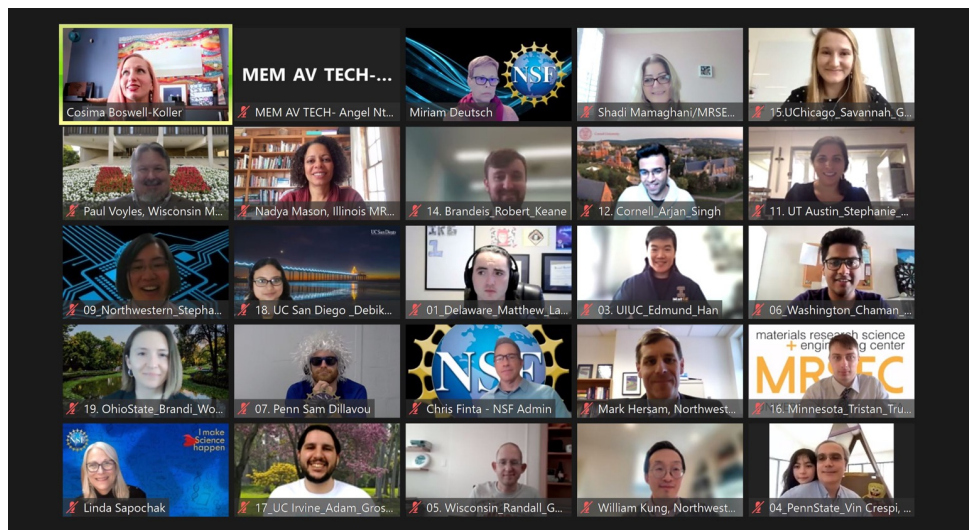 Cosima Boswell-Koller
MEM AV TECH-...
MEM AV TECH- Angel Nt...
NSF
Miriam Deutsch
Shadi Mamaghani/MRSE...
15.UChicago_Savannah_G...
Paul Voyles, Wisconsin M...
Nadya Mason, Illinois MR...
14. Brandeis_Robert_Keane
12. Cornell_Arjan_Singh
11. UT Austin_Stephanie_...
09_Northwestern_Stepha...
UC San Diego
18. UC San Diego _Debik...
01_Delaware_Matthew_La...
03. UIUC_Edmund_Han
06_Washington_Chaman_...
19. OhioState_Brandi_Wo...
07. Penn Sam Dillavou
NSF
Chris Finta - NSF Admin
Mark Hersam, Northwest...
materials research science
+ engineering center
MRSEC
16. Minnesota_Tristan_Tru...
NSF
I make
Science
happen
Linda Sapochak
17_UC Irvine_Adam_Gros...
05. Wisconsin_Randall_G...
William Kung, Northwest...
04_PennState_Vin Crespi, ...